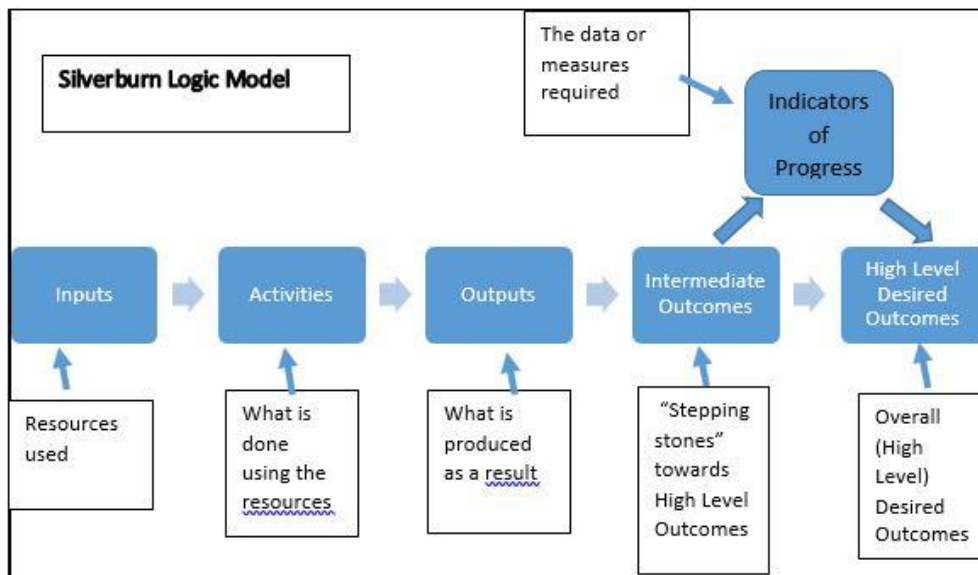 Silverburn Logic Model
The data or
measures
required
Indicators
of
Progress
Inputs
Activities
Outputs
Intermediate
Outcomes
High Level
Desired
Outcomes
Resources
used
What is
done
using the
resources
What is
produced
as a result
“Stepping
stones”
towards
High Level
Outcomes
Overall
(High
Level)
Desired
Outcomes